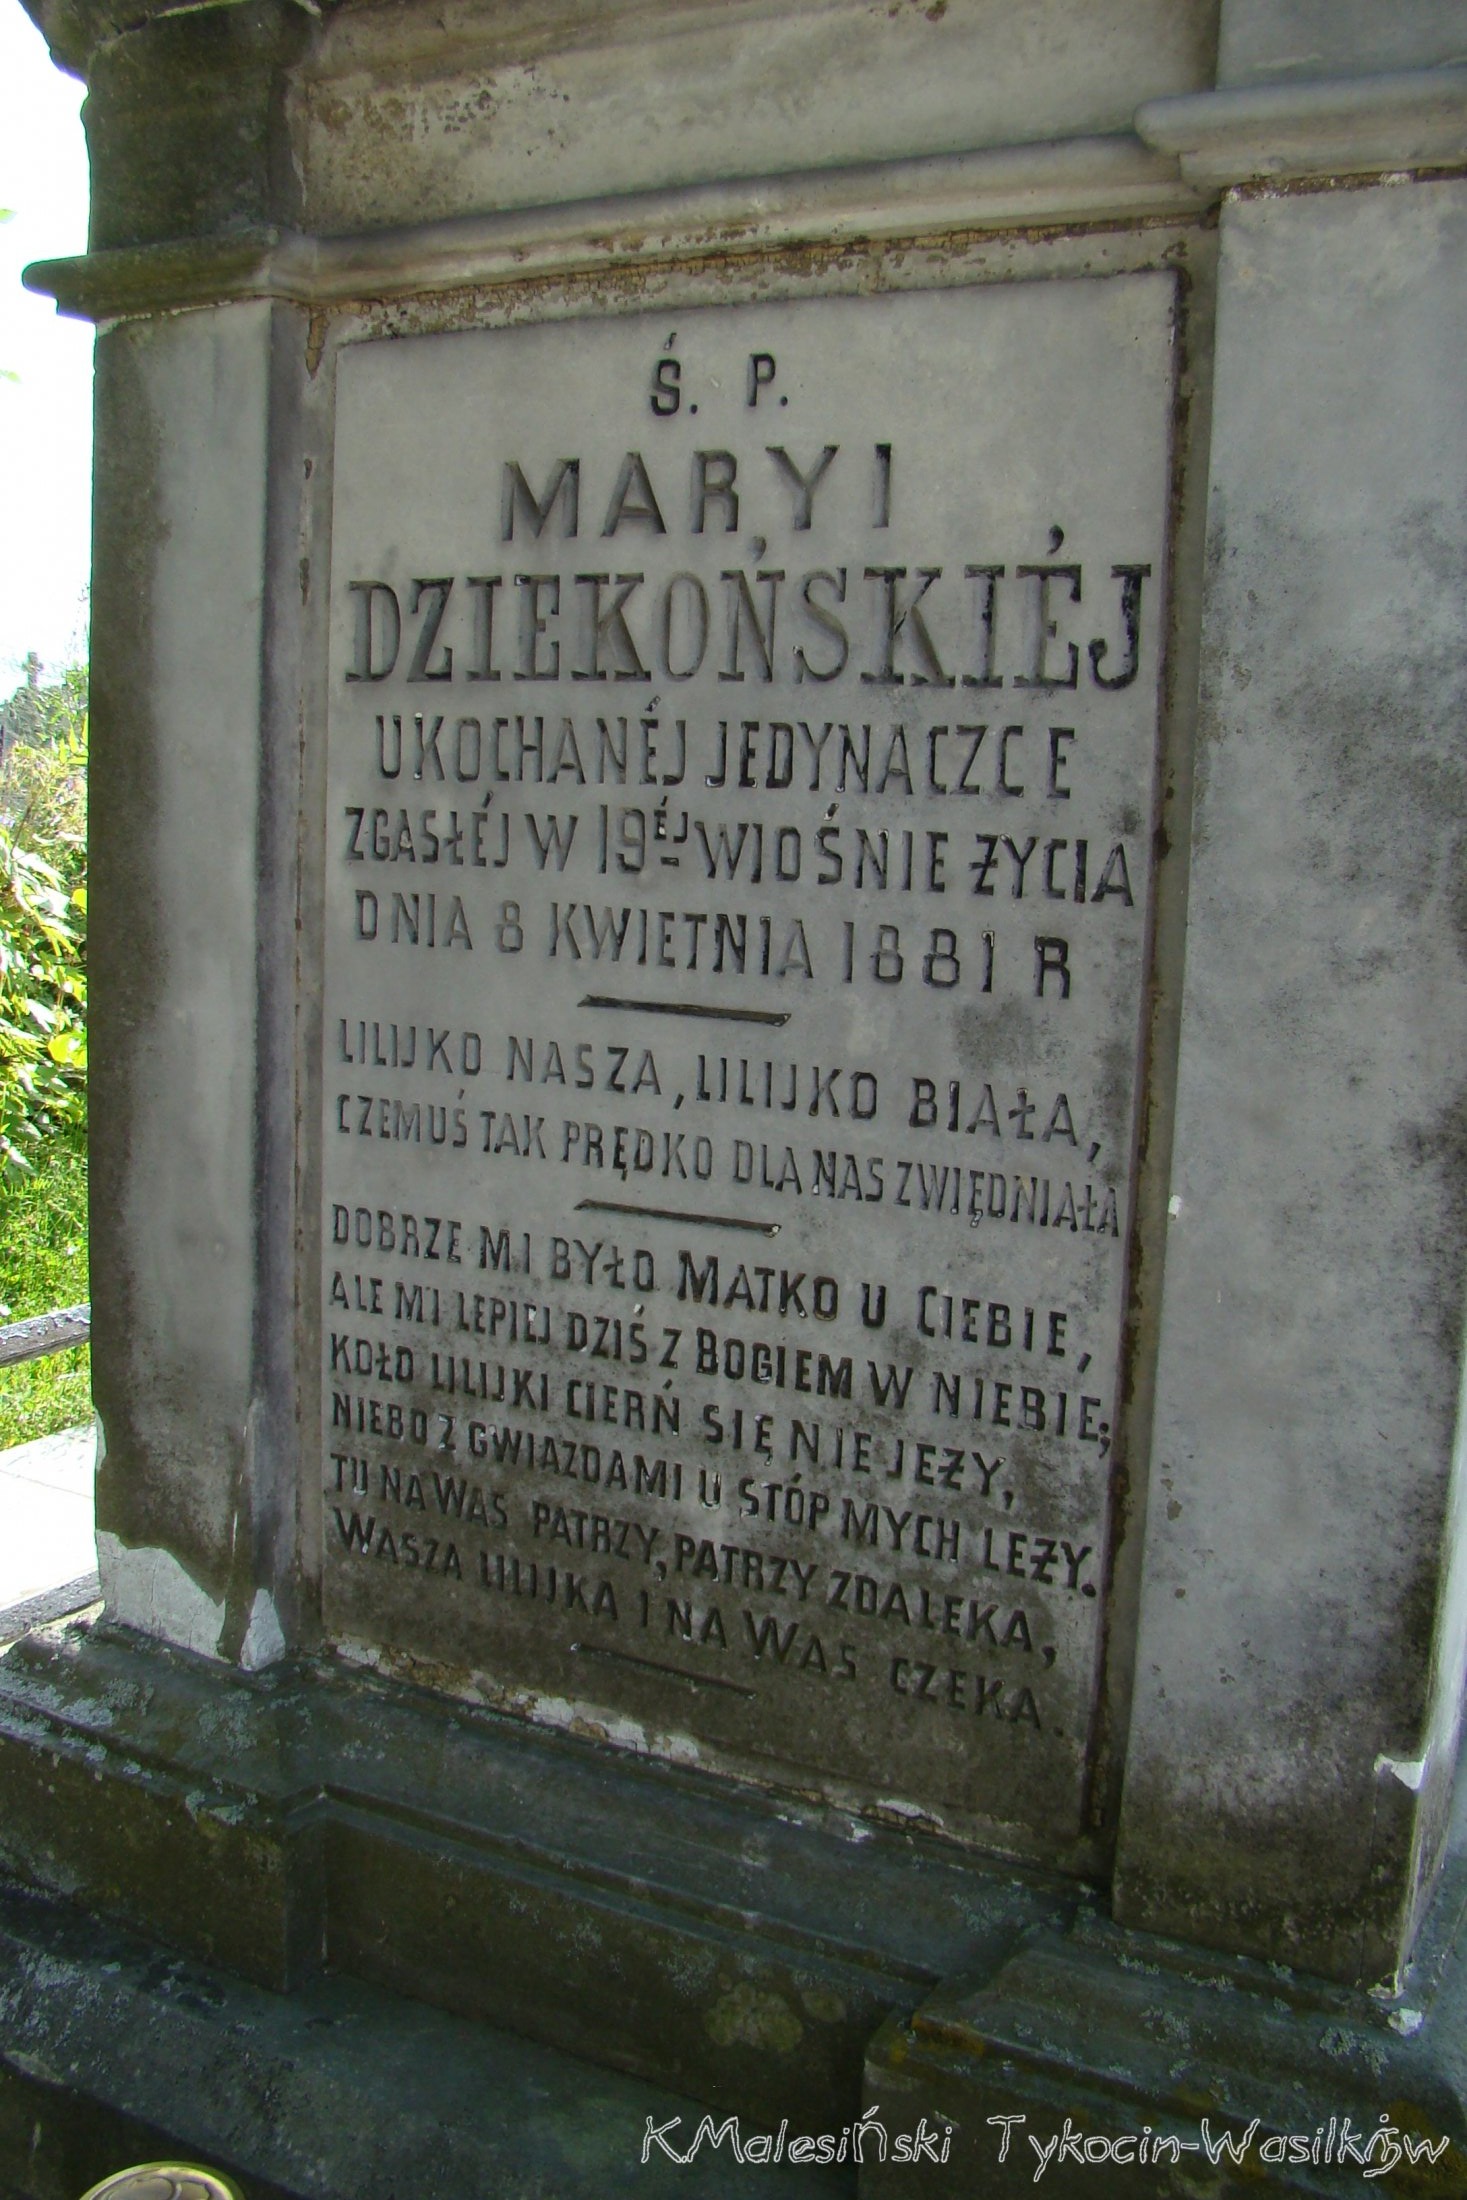 Ś. P.
MARYI
DZIEKOŃSKIÉJ
UKOCHANÉJ JEDYNACZCE
ZGASŁÉJ W 19ÉJ WIOŚNIE ŻYCIA
DNIA 8 KWIETNIA 1881 R
LILIJKO NASZA, LILIJKO BIAŁA,
CZEMUŚ TAK PRĘDKO DLA NAS ZWIĘDNIAŁA
DOBRZE MI BYŁO MATKO U CIEBIE,
ALE MI LEPIEJ DZIŚ Z BOGIEM W NIEBIE;
KOŁO LILIJKI CIERŃ SIĘ NIE JEŻY,
NIEBO Z GWIAZDAMI U STÓP MYCH LEŻY.
TU NA WAS PATRZY, PATRZY ZDALEKA,
WASZA LILIJKA I NA WAS CZEKA.
KMalesiński Tykocin-Wasilków